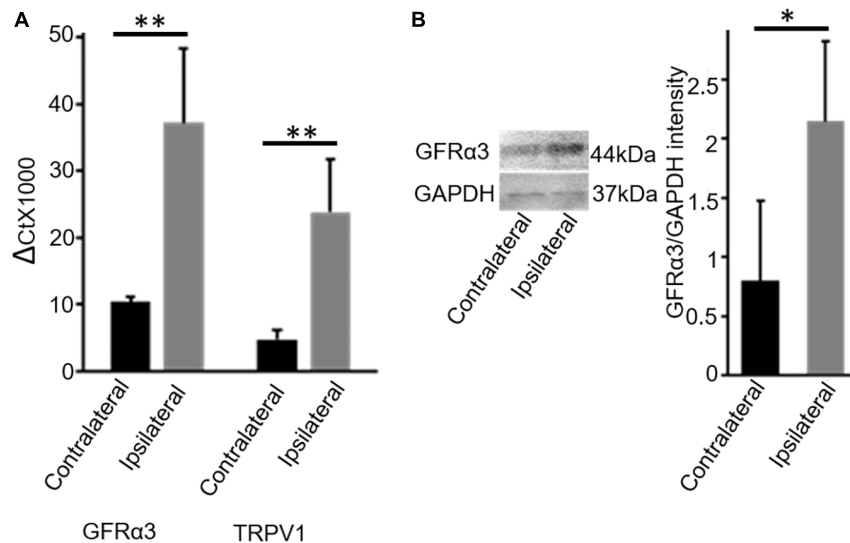 A
**
**
50
40
30
20
10
0
ΔCtX1000
Contralateral
Ipsilateral
Contralateral
Ipsilateral
GFRα3
TRPV1
B
GFRα3
44kDa
GAPDH
37kDa
Contralateral
Ipsilateral
*
2.5
2
1.5
1
0.5
0
GFRα3/GAPDH intensity
Contralateral
Ipsilateral